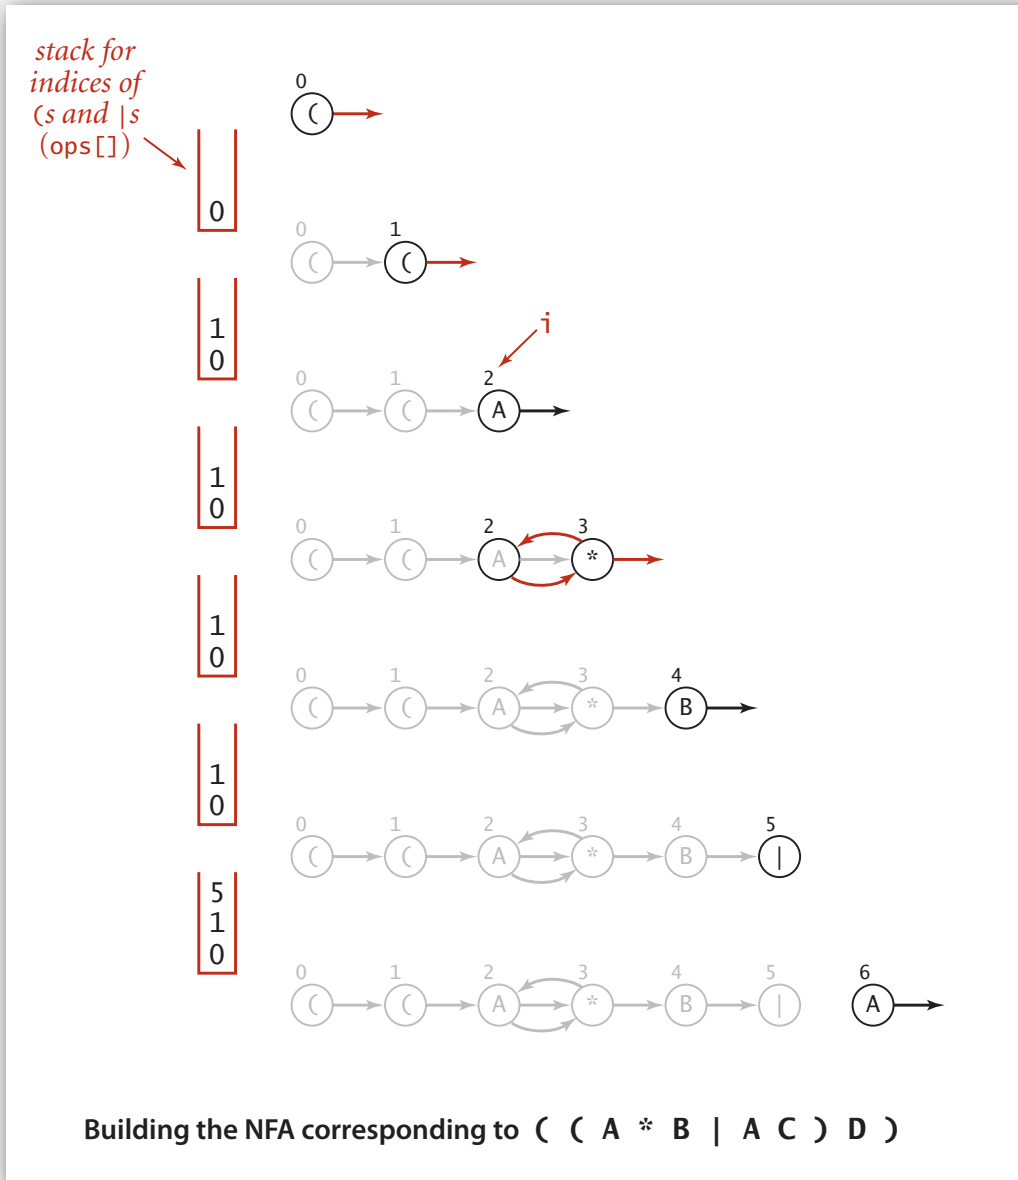 stack for
indices of
(s and |s
(ops[])
0
(
0
0 1
( (
i
1
0
0 1 2
( ( A
1
0
0 1 2 3
( ( A *
1
0
0 1 2 3 4
( ( A * B
1
0
0 1 2 3 4 5
( ( A * B |
5
1
0
0 1 2 3 4 5 6
( ( A * B | A
Building the NFA corresponding to ( ( A * B | A C ) D )